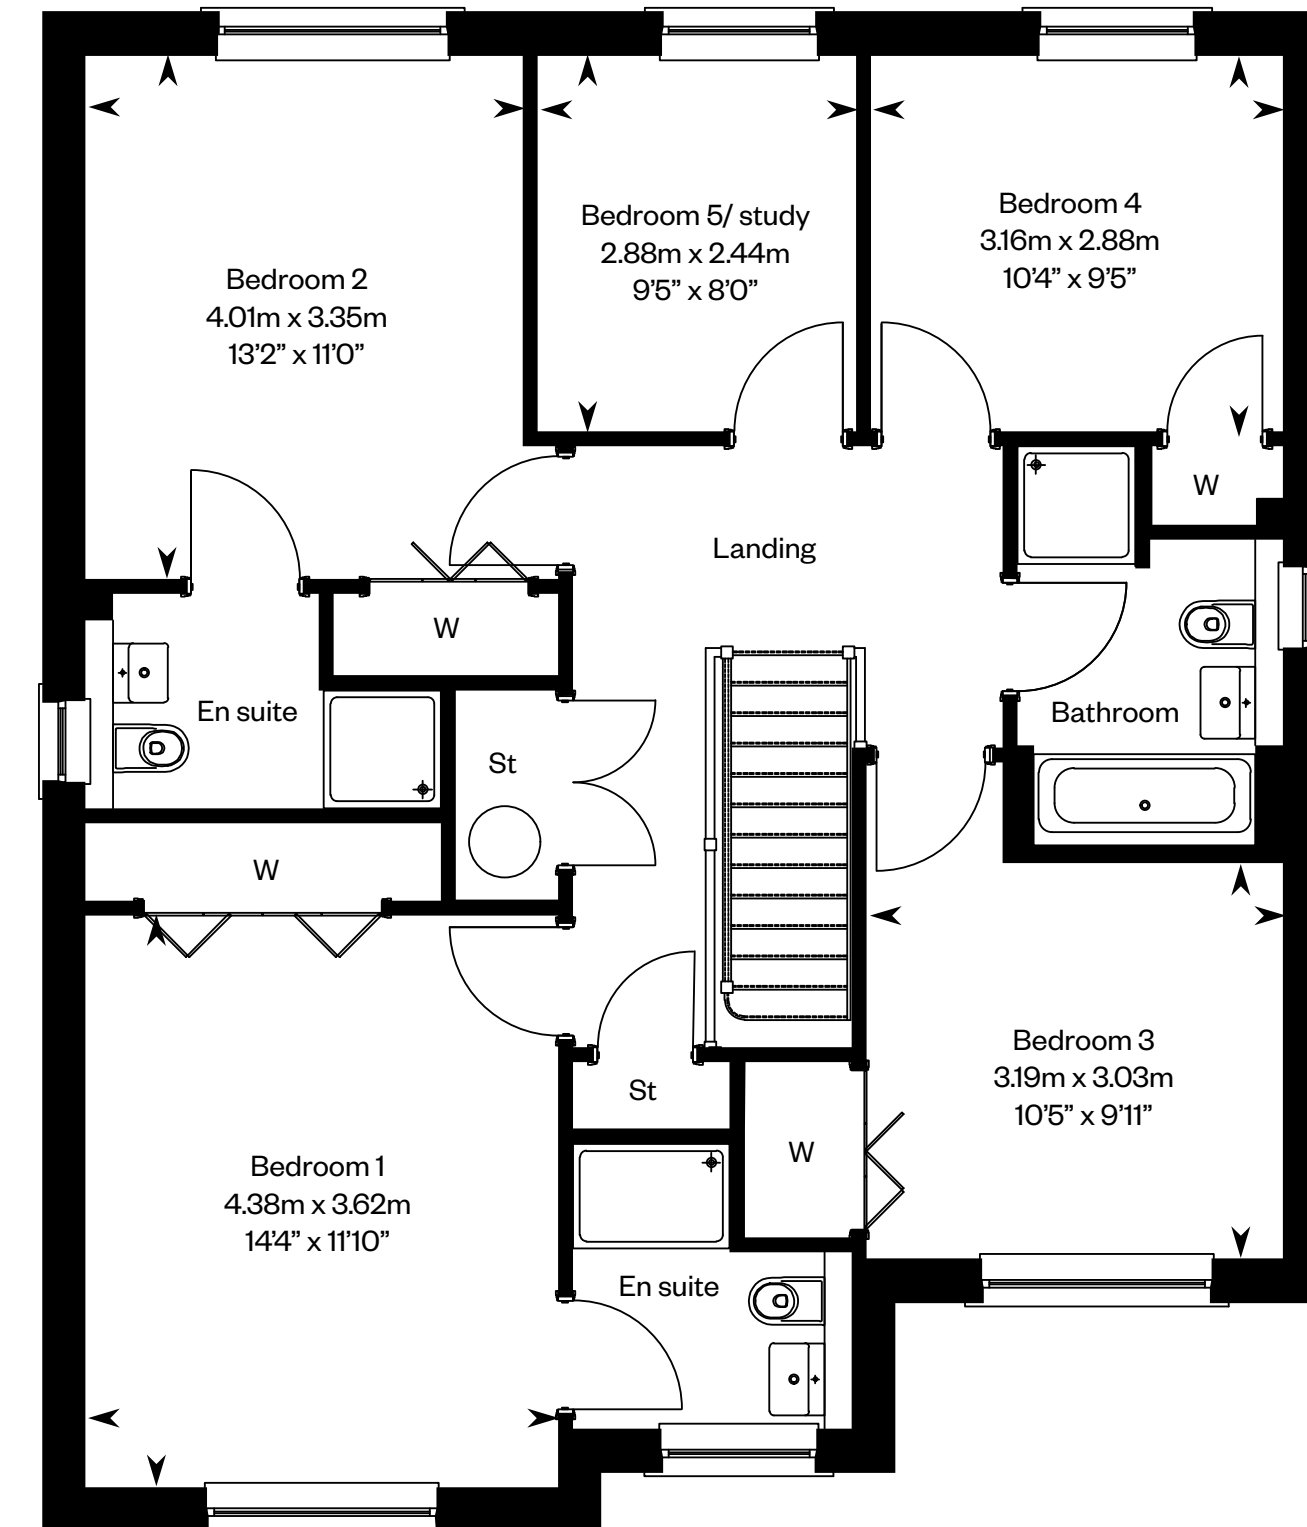 Bedroom 2
4.01m x 3.35m
13’2” x 11’0”
Bedroom 5/ study
2.88m x 2.44m
9’5” x 8’0”
Bedroom 4
3.16m x 2.88m
10’4” x 9’5”
W
Landing
W
En suite
Bathroom
St
W
Bedroom 3
3.19m x 3.03m
10’5” x 9’11”
St
W
Bedroom 1
4.38m x 3.62m
14’4” x 11’10”
En suite